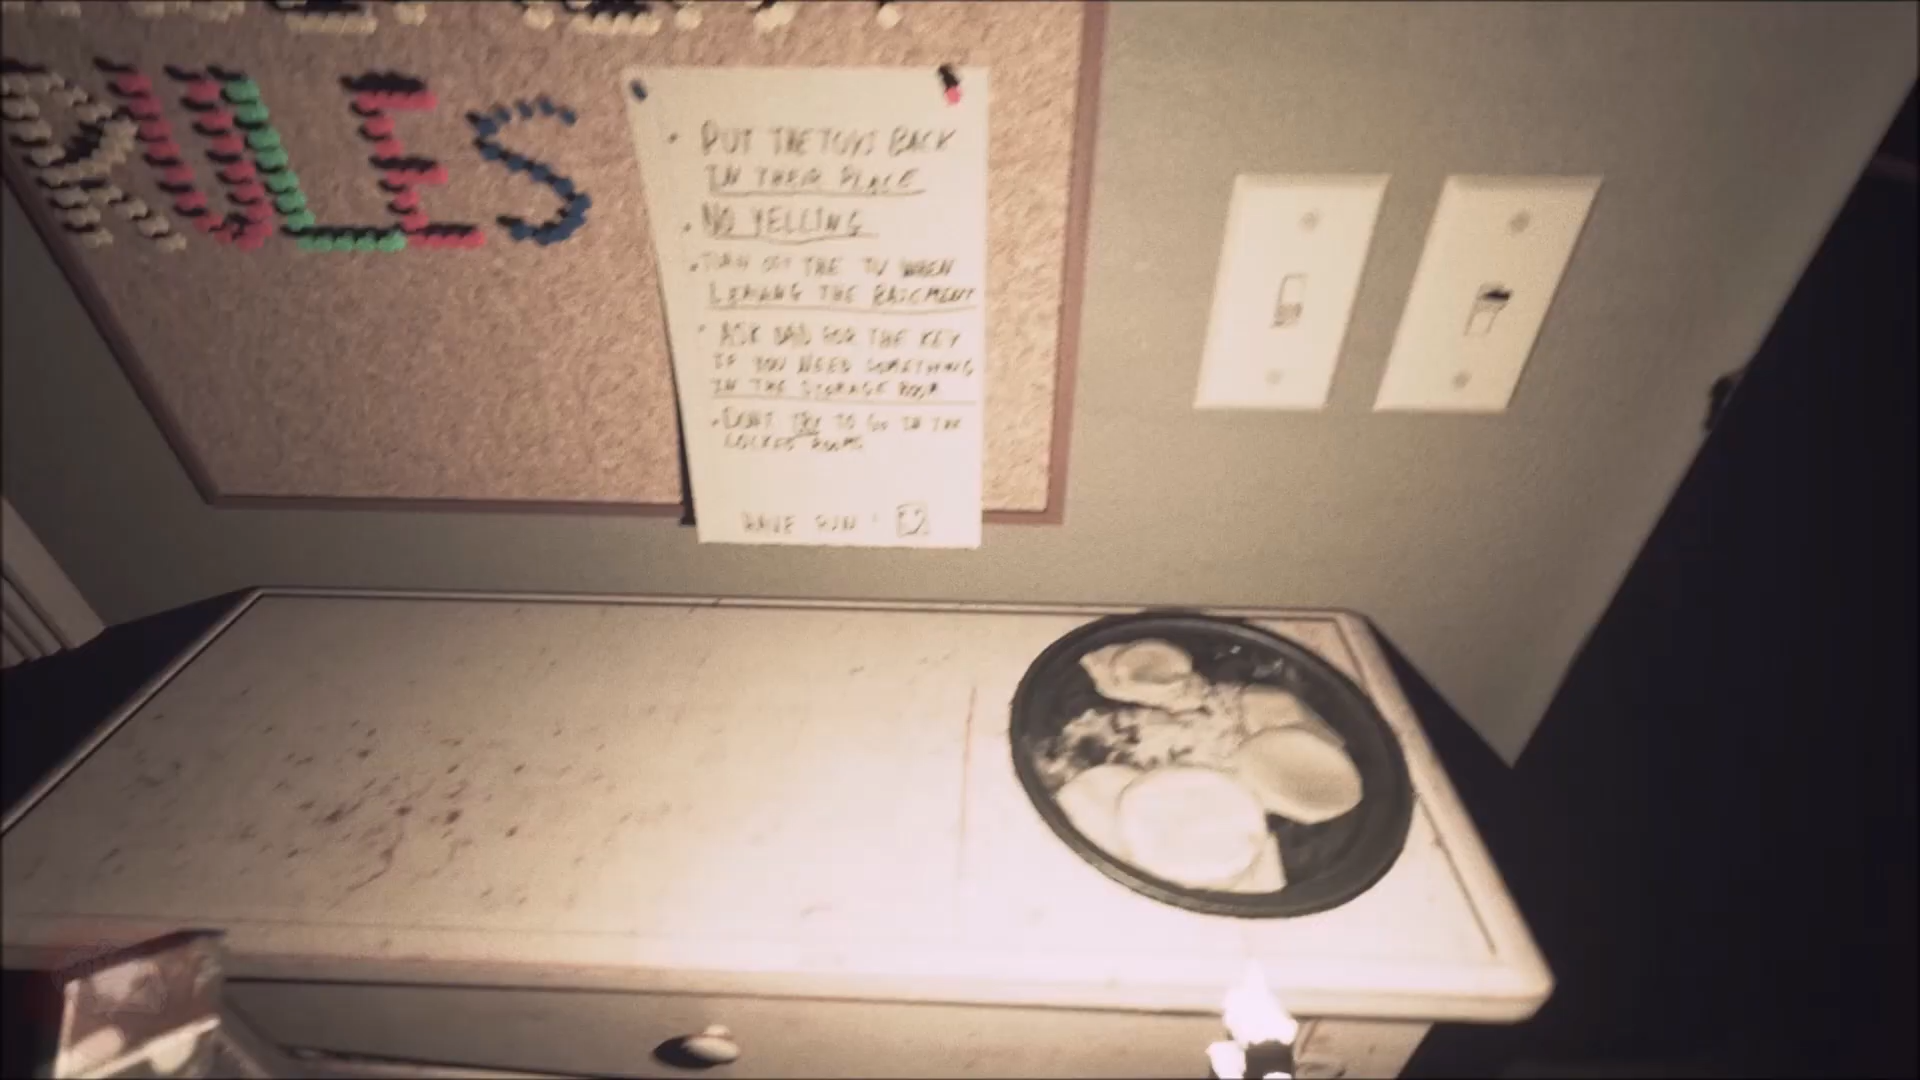 RULES
• PUT THE TOYS BACK
IN THEIR PLACE
• NO YELLING
• TURN OFF THE TV WHEN
LEAVING THE BASEMENT
• ASK DAD FOR THE KEY
IF YOU NEED SOMETHING
IN THE STORAGE ROOM
• DON'T TRY TO GO IN THE
LOCKED ROOMS
HAVE FUN!